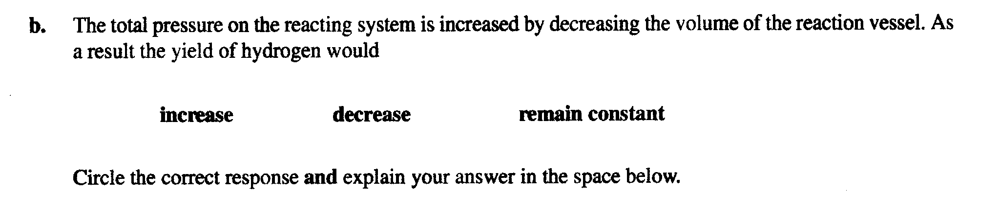 b. The total pressure on the reacting system is increased by decreasing the volume of the reaction vessel. As
a result the yield of hydrogen would
increase decrease remain constant
Circle the correct response and explain your answer in the space below.